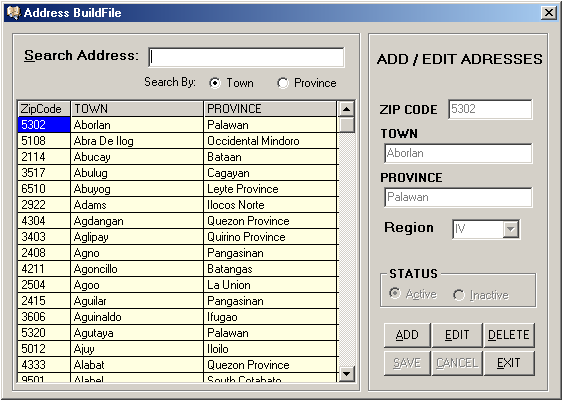 Address BuildFile
Search Address:
Search By: Town Province
ZipCode TOWN PROVINCE
5302 Aborlan Palawan
5108 Abra De Ilog Occidental Mindoro
2114 Abucay Bataan
3517 Abulug Cagayan
6510 Abuyog Leyte Province
2922 Adams Ilocos Norte
4304 Agdangan Quezon Province
3403 Aglipay Quirino Province
2408 Agno Pangasinan
4211 Agoncillo Batangas
2504 Agoo La Union
2415 Aguilar Pangasinan
3606 Aguinaldo Ifugao
5320 Agutaya Palawan
5012 Ajuy Iloilo
4333 Alabat Quezon Province
9501 Alabel South Cotabato
ADD / EDIT ADRESSES
ZIP CODE 5302
TOWN
Aborlan
PROVINCE
Palawan
Region IV
STATUS
Active Inactive
ADD EDIT DELETE
SAVE CANCEL EXIT